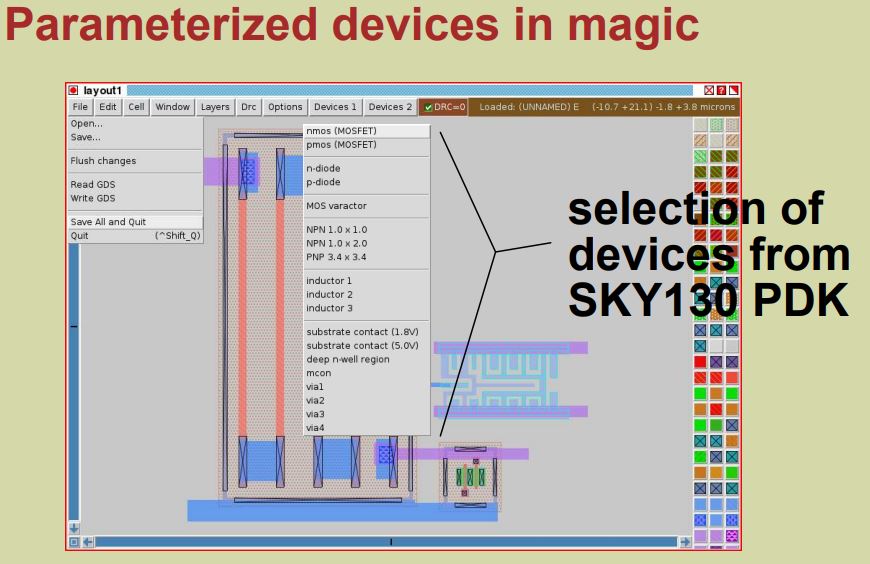 Parameterized devices in magic
layout1
File Edit Cell Window Layers Drc Options Devices 1 Devices 2 DRC=0 Loaded: (UNNAMED) E (-10.7 +21.1) -1.8 +3.8 microns
Open...
Save...
Flush changes
Read GDS
Write GDS
Save All and Quit
Quit (^Shift_Q)
nmos (MOSFET)
pmos (MOSFET)
n-diode
p-diode
MOS varactor
NPN 1.0 x 1.0
NPN 1.0 x 2.0
PNP 3.4 x 3.4
inductor 1
inductor 2
inductor 3
substrate contact (1.8V)
substrate contact (5.0V)
deep n-well region
mcon
via1
via2
via3
via4
selection of
devices from
SKY130 PDK